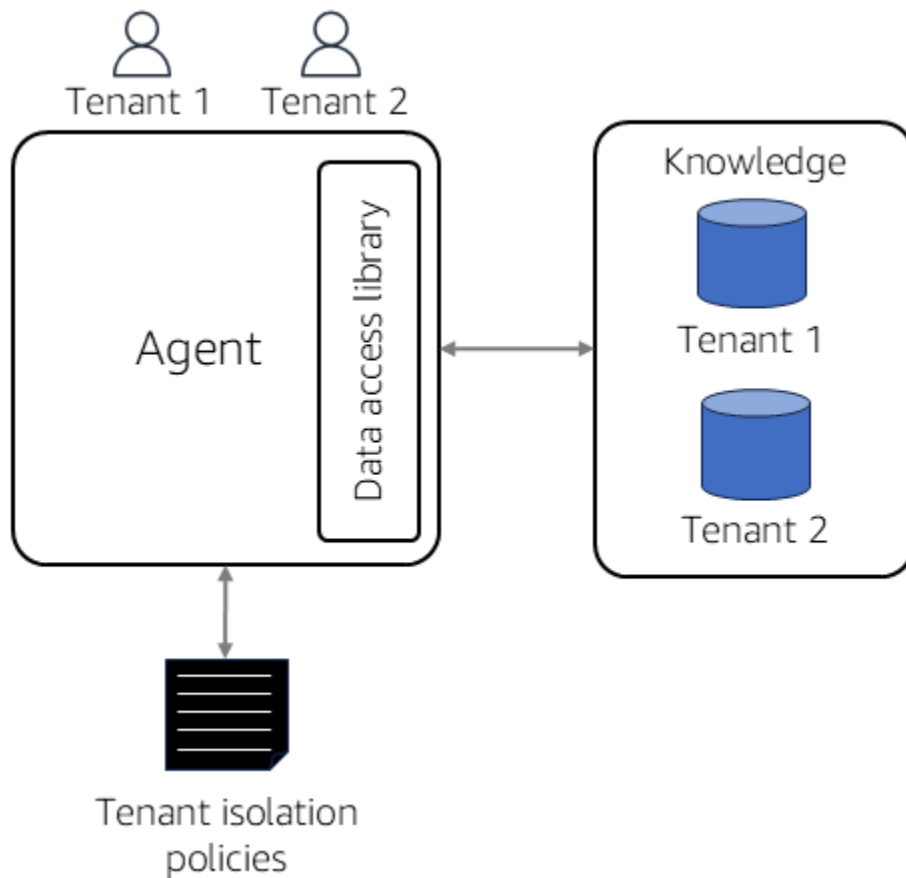 Tenant 1
Tenant 2
Agent
Data access library
Knowledge
Tenant 1
Tenant 2
Tenant isolation
policies